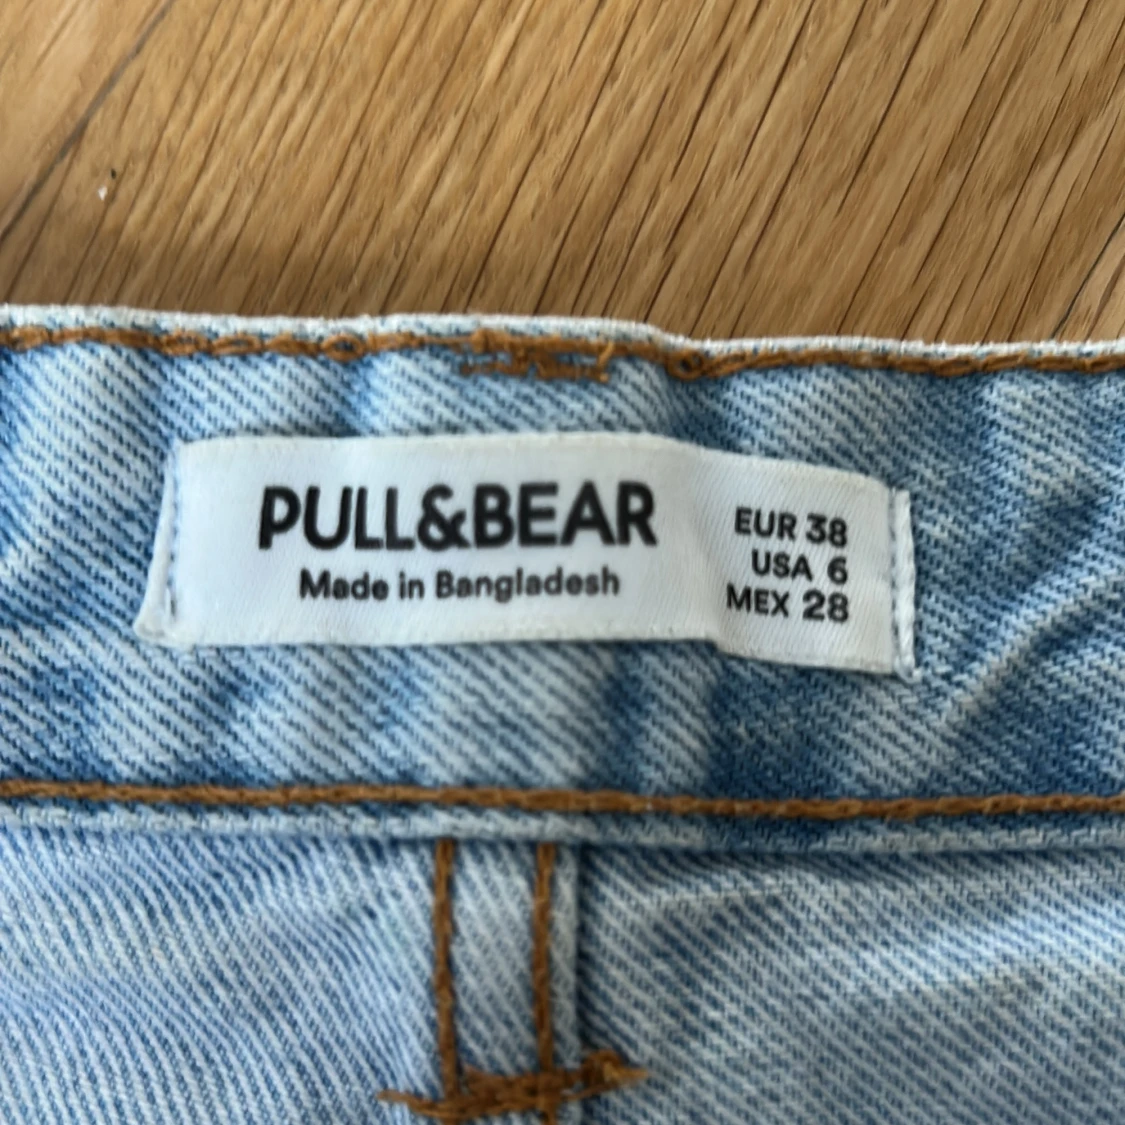 PULL&BEAR
Made in Bangladesh
EUR 38
USA 6
MEX 28